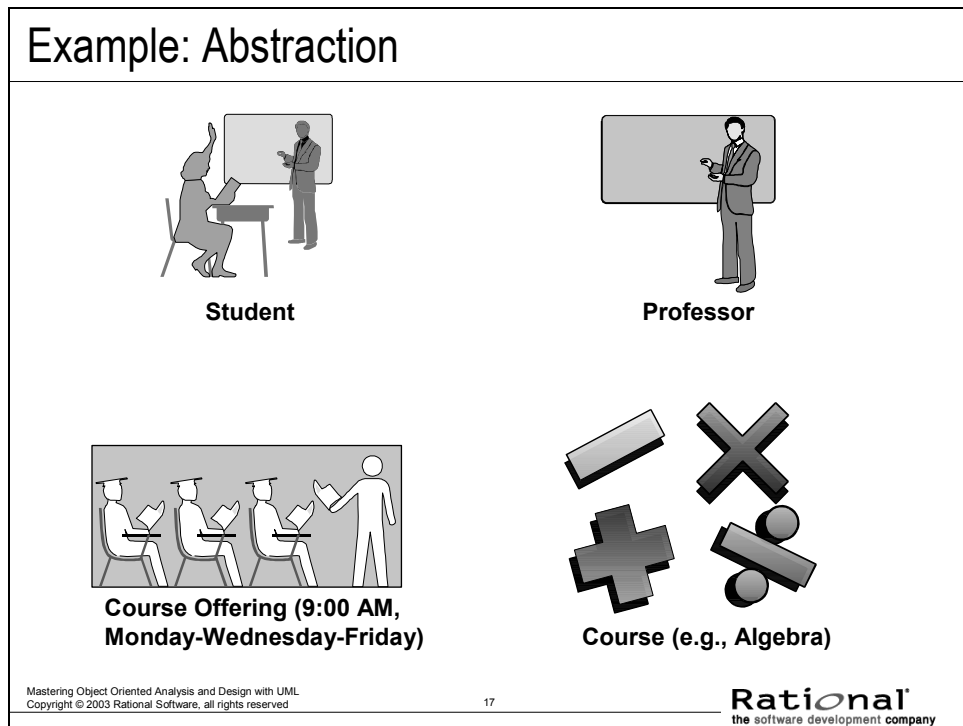 Example: Abstraction
Student
Professor
Course Offering (9:00 AM,
Monday-Wednesday-Friday)
Course (e.g., Algebra)
Mastering Object Oriented Analysis and Design with UML
Copyright © 2003 Rational Software, all rights reserved
17
Rational
the software development company